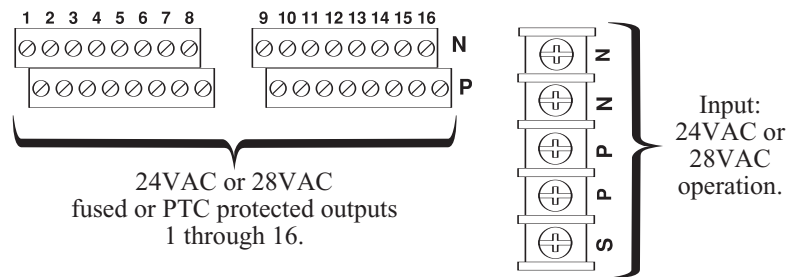 1 2 3 4 5 6 7 8
9 10 11 12 13 14 15 16
N
P
24VAC or 28VAC
fused or PTC protected outputs
1 through 16.
N
N
P
P
S
Input:
24VAC or
28VAC
operation.